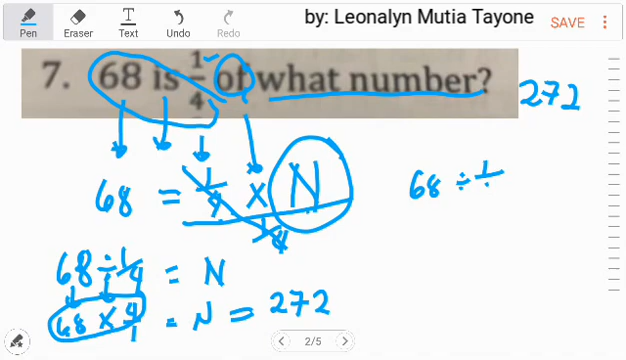 by: Leonalyn Mutia Tayone
Pen Eraser Text Undo Redo SAVE
7. 68 is 1/4 of what number? 272
68 = 1/4 x N
68 ÷ 1/
1/4
68 ÷ 1/4 = N
68 x 4/1 = N = 272
2/5